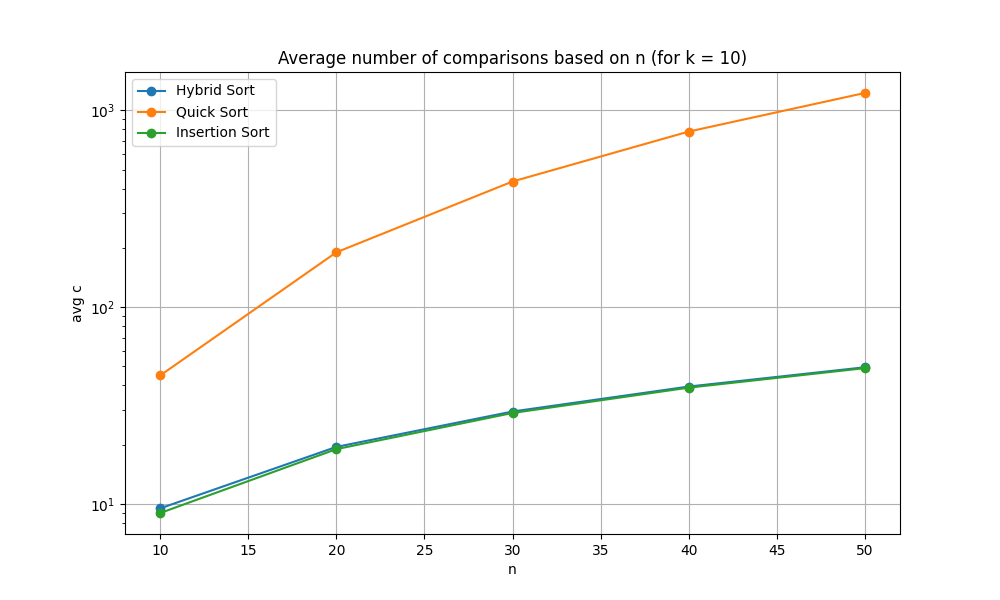 Average number of comparisons based on n (for k = 10)
Hybrid Sort
Quick Sort
Insertion Sort
avg c
10³
10²
10¹
10 15 20 25 30 35 40 45 50
n